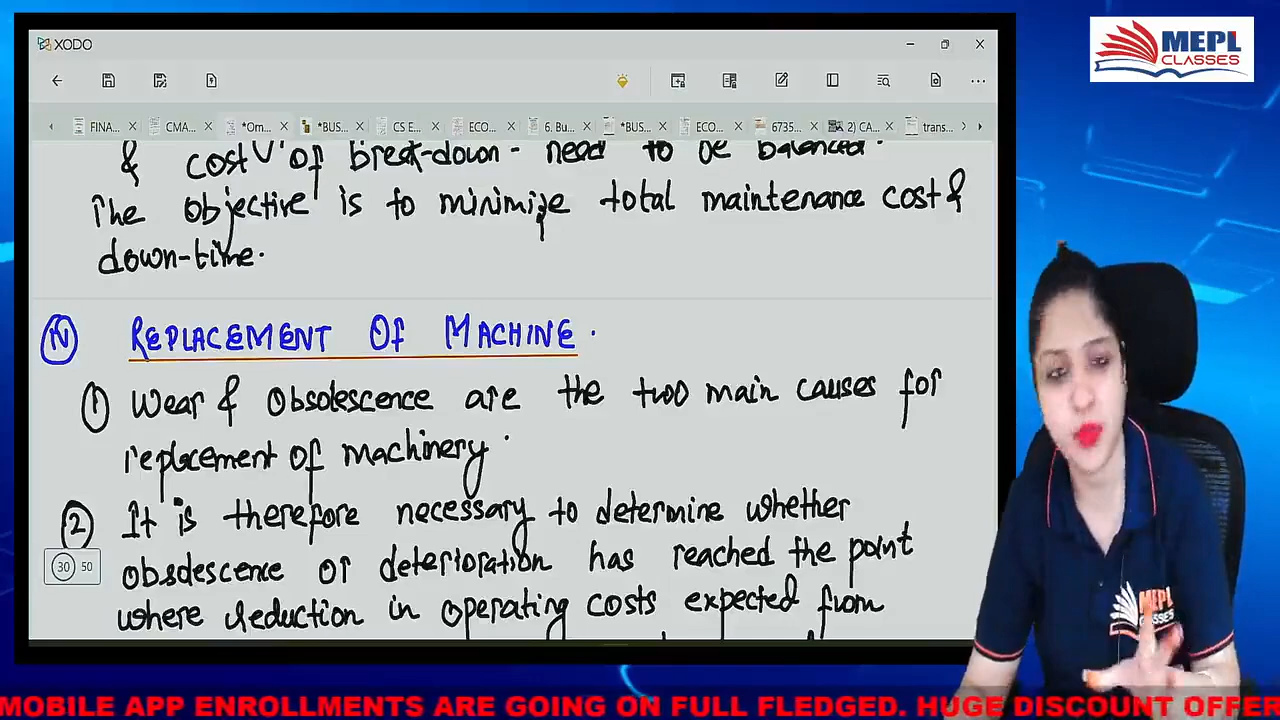 XODO
MEPL
CLASSES
FINA...
CMA...
*Om...
*BUS...
CS E...
ECO...
6. Bu...
*BUS...
ECO...
6735...
2) CA...
trans...
& cost of break-down - need to be balanced.
The objective is to minimize total maintenance cost &
down-time.
IV REPLACEMENT Of MACHINE.
1 Wear & Obsolescence are the two main causes for
replacement of machinery.
2 It is therefore necessary to determine whether
obsolescence or deterioration has reached the point
where reduction in operating costs expected from
30 50
MEPL
CLASSES
MOBILE APP ENROLLMENTS ARE GOING ON FULL FLEDGED. HUGE DISCOUNT OFFER